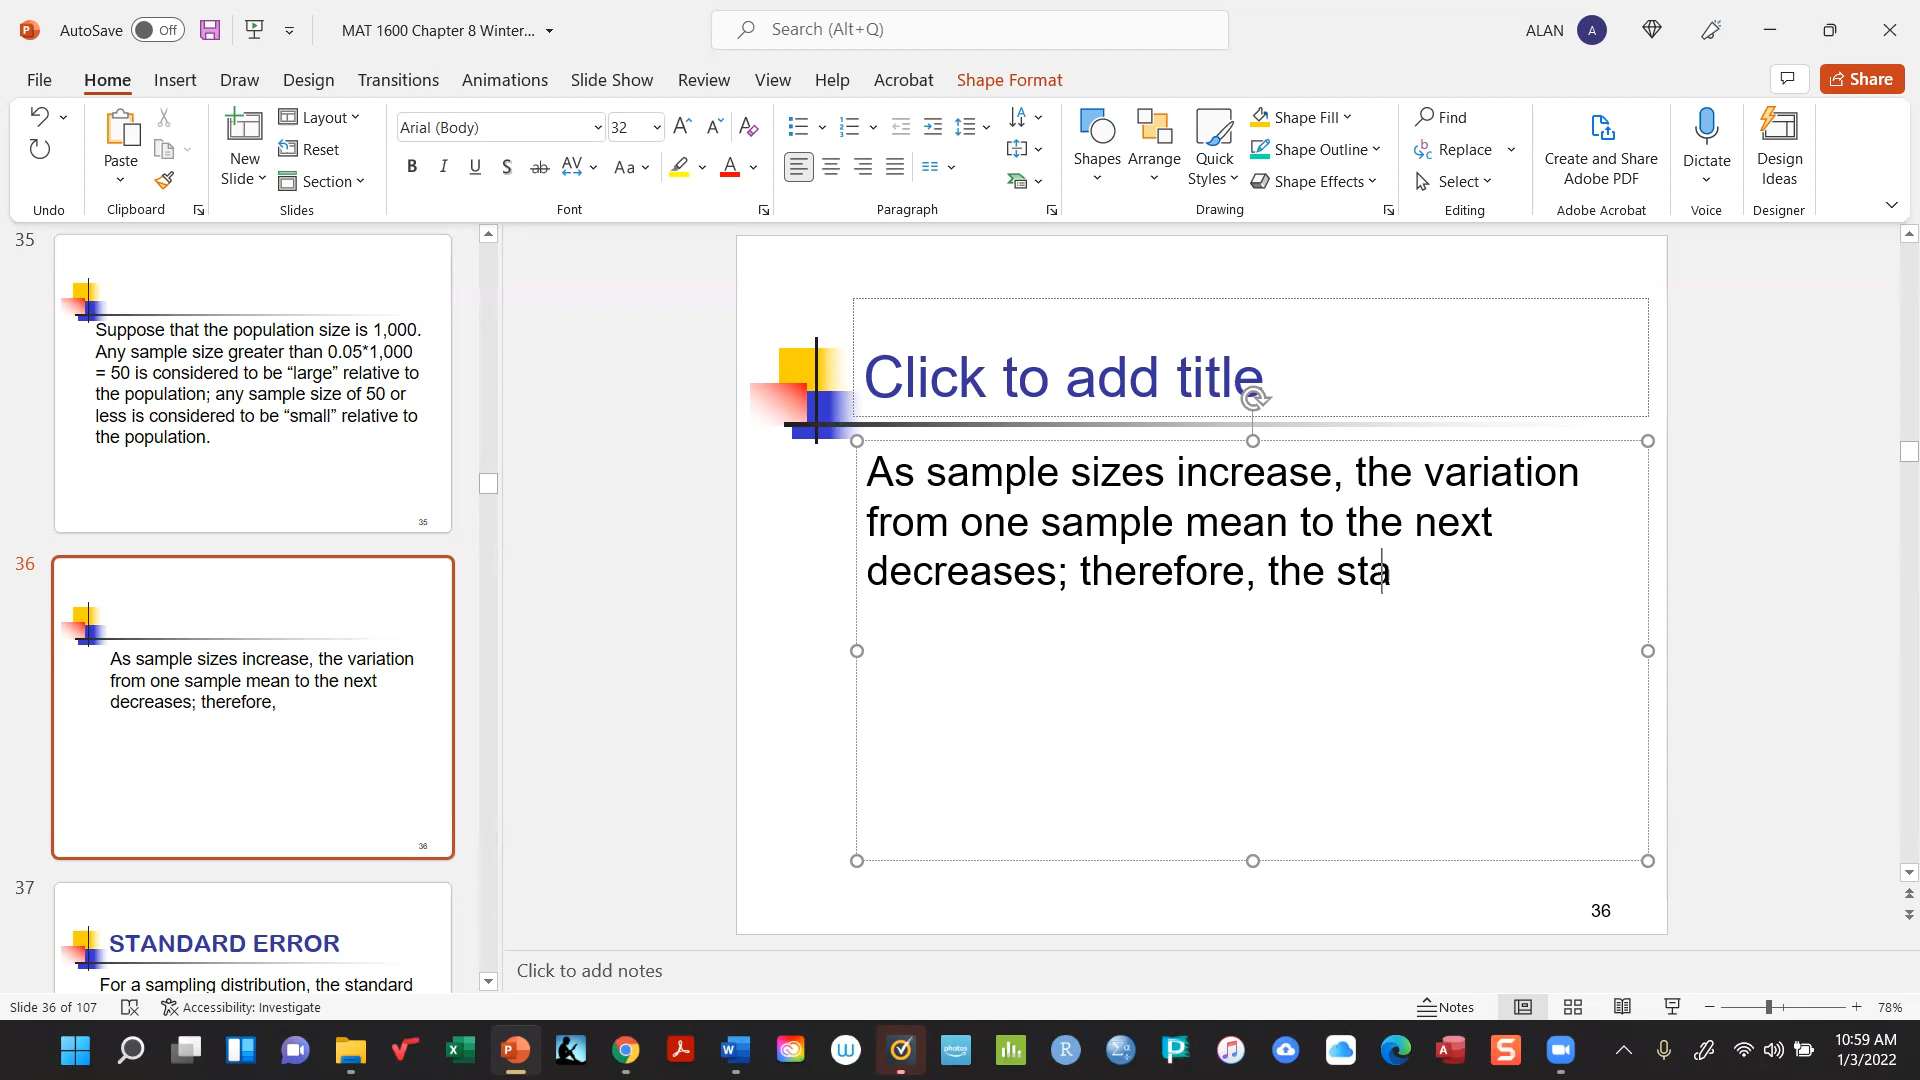 AutoSave Off MAT 1600 Chapter 8 Winter... Search (Alt+Q) ALAN A
File Home Insert Draw Design Transitions Animations Slide Show Review View Help Acrobat Shape Format Share
Undo
Paste
Clipboard
New Slide
Layout
Reset
Section
Slides
Arial (Body) 32
B I U S ab AV Aa A
Font
Paragraph
Shapes
Arrange
Quick Styles
Shape Fill
Shape Outline
Shape Effects
Drawing
Find
Replace
Select
Editing
Create and Share Adobe PDF
Adobe Acrobat
Dictate
Voice
Design Ideas
Designer
35
Suppose that the population size is 1,000.
Any sample size greater than 0.05*1,000
= 50 is considered to be “large” relative to
the population; any sample size of 50 or
less is considered to be “small” relative to
the population.
35
36
As sample sizes increase, the variation
from one sample mean to the next
decreases; therefore,
36
37
STANDARD ERROR
For a sampling distribution, the standard
Click to add title
As sample sizes increase, the variation
from one sample mean to the next
decreases; therefore, the sta
36
Click to add notes
Slide 36 of 107 Accessibility: Investigate Notes 78%
10:59 AM
1/3/2022